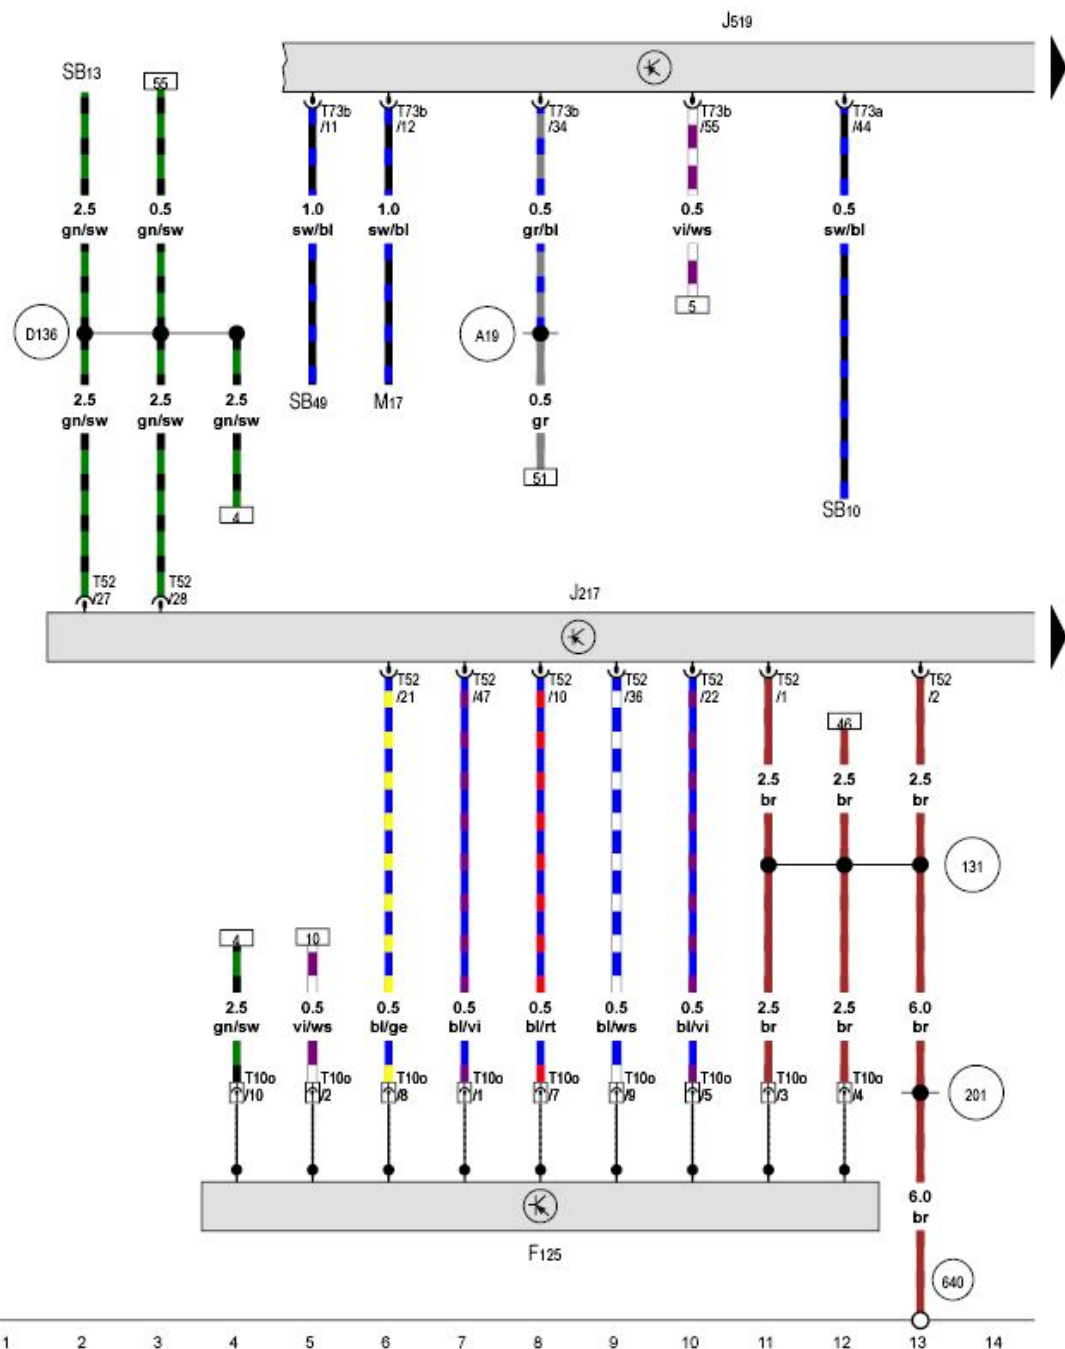 J519
SB13
55
T73b
/11
T73b
/12
T73b
/34
T73b
/55
T73a
/44
2.5
gn/sw
0.5
gn/sw
1.0
sw/bl
1.0
sw/bl
0.5
gr/bl
0.5
vi/ws
0.5
sw/bl
5
D136
A19
2.5
gn/sw
2.5
gn/sw
2.5
gn/sw
SB49
M17
0.5
gr
51
4
SB10
T52
/27
T52
/28
J217
T52
/21
T52
/47
T52
/10
T52
/36
T52
/22
T52
/1
T52
/2
46
2.5
br
2.5
br
2.5
br
131
4
10
2.5
gn/sw
0.5
vi/ws
0.5
bl/ge
0.5
bl/vi
0.5
bl/rt
0.5
bl/ws
0.5
bl/vi
2.5
br
2.5
br
6.0
br
T10o
/10
T10o
/2
T10o
/8
T10o
/1
T10o
/7
T10o
/9
T10o
/5
T10o
/3
T10o
/4
201
6.0
br
F125
640
1 2 3 4 5 6 7 8 9 10 11 12 13 14